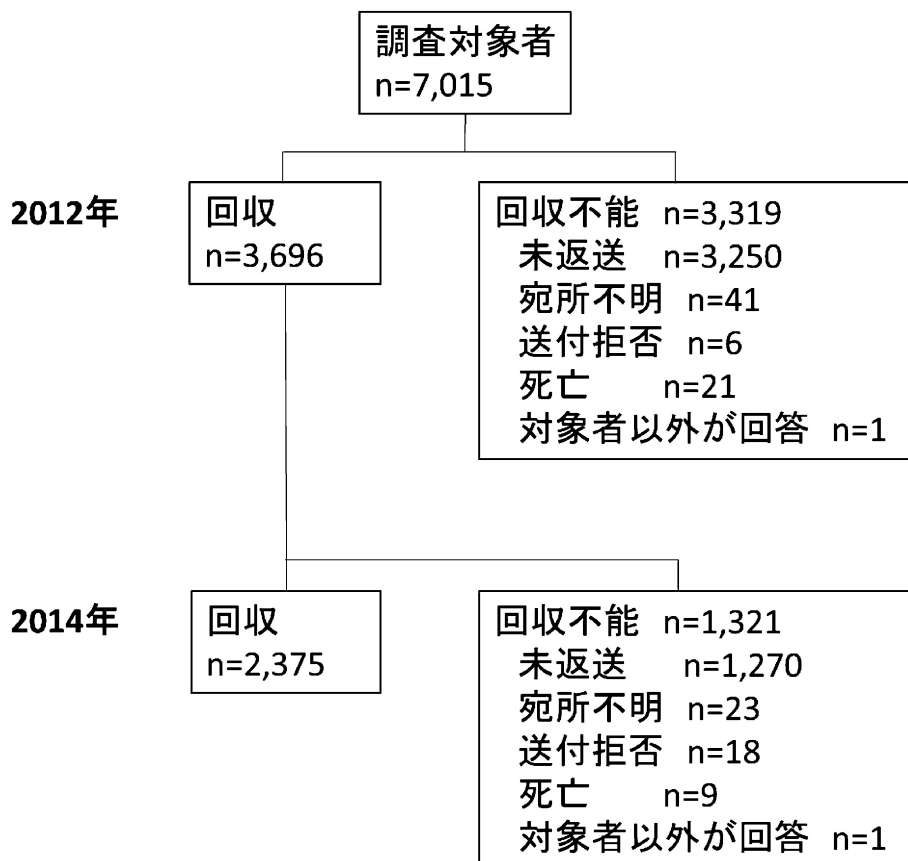 調査対象者
n=7,015
2012年
回収
n=3,696
回収不能 n=3,319
未返送 n=3,250
宛所不明 n=41
送付拒否 n=6
死亡 n=21
対象者以外が回答 n=1
2014年
回収
n=2,375
回収不能 n=1,321
未返送 n=1,270
宛所不明 n=23
送付拒否 n=18
死亡 n=9
対象者以外が回答 n=1